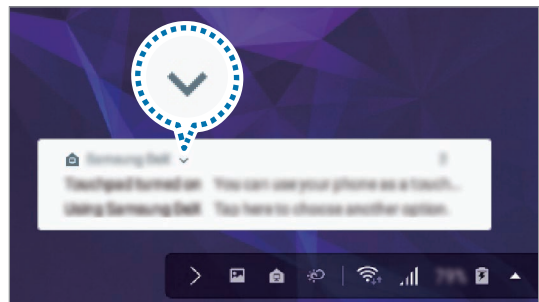 Samsung DeX 2
Touchpad turned on You can use your phone as a touch...
Using Samsung DeX Tap here to choose another option.
79%